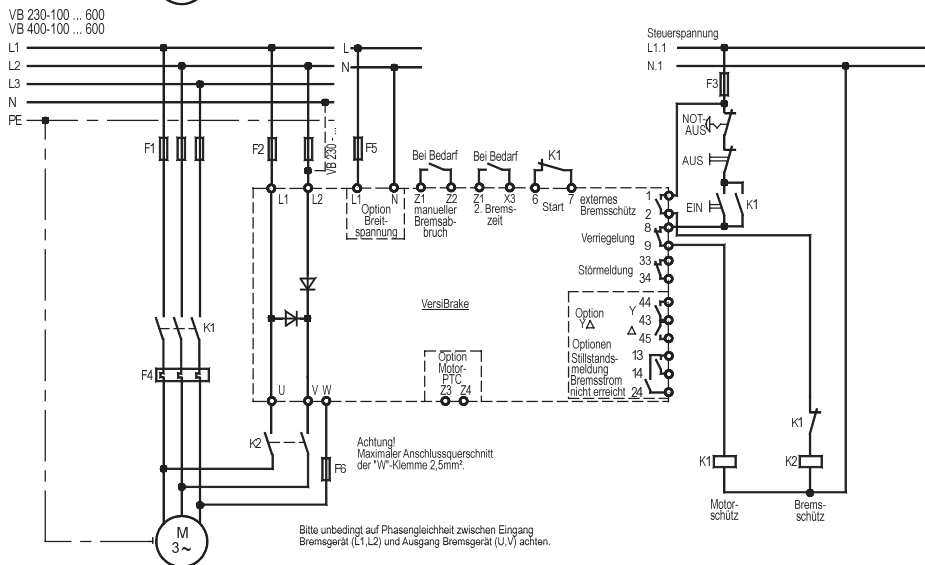 VB 230-100 ... 600
VB 400-100 ... 600
Steuerspannung
L1
L2
L3
N
PE
L
N
L1.1
N.1
F1
F2
VB 230 - ...
F5
F3
NOT-
AUS
AUS
EIN
K1
Bei Bedarf
Bei Bedarf
K1
L1
L2
L1
N
Z1
Z2
Z1
X3
6
7
Option
Breit-
spannung
manueller
Bremsab-
bruch
2. Brems-
zeit
Start
externes
Bremsschütz
1
2
Verriegelung
8
9
Störmeldung
33
34
VersiBrake
Option
YΔ
Y
Δ
44
43
45
Optionen
Stillstands-
meldung
Bremsstrom
nicht erreicht
13
14
24
K1
F4
Option
Motor-
PTC
Z3
Z4
U
V
W
K2
F6
Achtung!
Maximaler Anschlussquerschnitt
der "W"-Klemme 2,5mm².
K1
K1
K2
Motor-
schütz
Brems-
schütz
M
3~
Bitte unbedingt auf Phasengleichheit zwischen Eingang
Bremsgerät (L1,L2) und Ausgang Bremsgerät (U,V) achten.